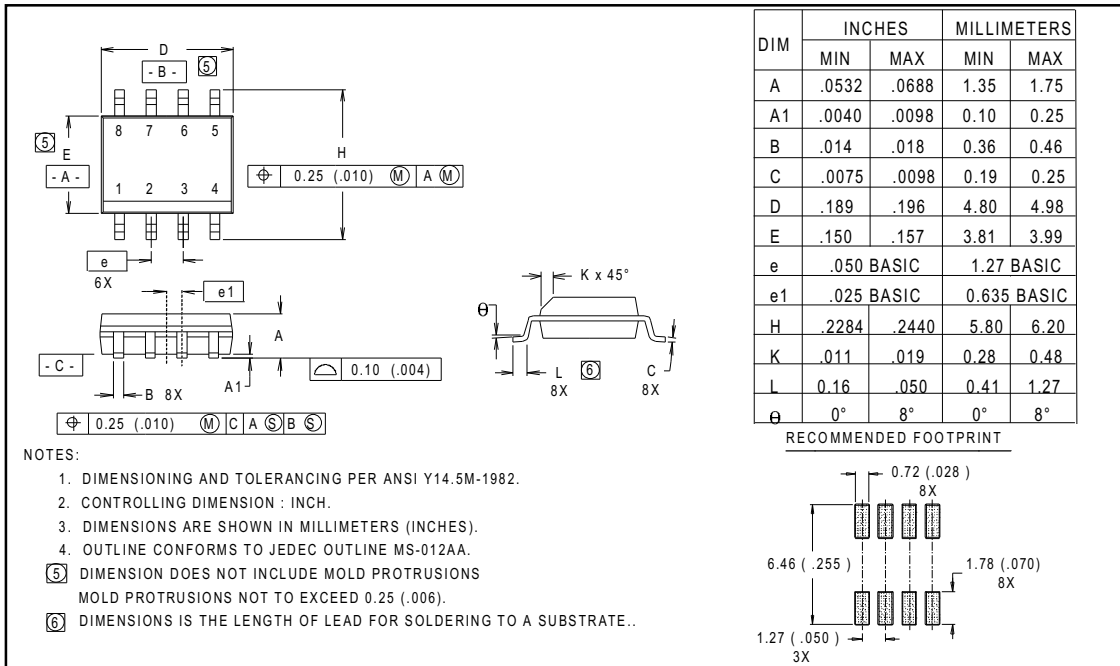 D
- B -
5
8 7 6 5
5
E
- A -
H
1 2 3 4
⌖ 0.25 (.010) Ⓜ A Ⓜ
e
6X
e1
A
- C -
A1
B 8X
⌓ 0.10 (.004)
⌖ 0.25 (.010) Ⓜ C A Ⓢ B Ⓢ
K x 45°
Θ
L 6 C
8X 8X
DIM INCHES MILLIMETERS
MIN MAX MIN MAX
A .0532 .0688 1.35 1.75
A1 .0040 .0098 0.10 0.25
B .014 .018 0.36 0.46
C .0075 .0098 0.19 0.25
D .189 .196 4.80 4.98
E .150 .157 3.81 3.99
e .050 BASIC 1.27 BASIC
e1 .025 BASIC 0.635 BASIC
H .2284 .2440 5.80 6.20
K .011 .019 0.28 0.48
L 0.16 .050 0.41 1.27
Θ 0° 8° 0° 8°
NOTES:
1. DIMENSIONING AND TOLERANCING PER ANSI Y14.5M-1982.
2. CONTROLLING DIMENSION : INCH.
3. DIMENSIONS ARE SHOWN IN MILLIMETERS (INCHES).
4. OUTLINE CONFORMS TO JEDEC OUTLINE MS-012AA.
5 DIMENSION DOES NOT INCLUDE MOLD PROTRUSIONS
MOLD PROTRUSIONS NOT TO EXCEED 0.25 (.006).
6 DIMENSIONS IS THE LENGTH OF LEAD FOR SOLDERING TO A SUBSTRATE..
RECOMMENDED FOOTPRINT
0.72 (.028 )
8X
6.46 ( .255 )
1.78 (.070)
8X
1.27 ( .050 )
3X